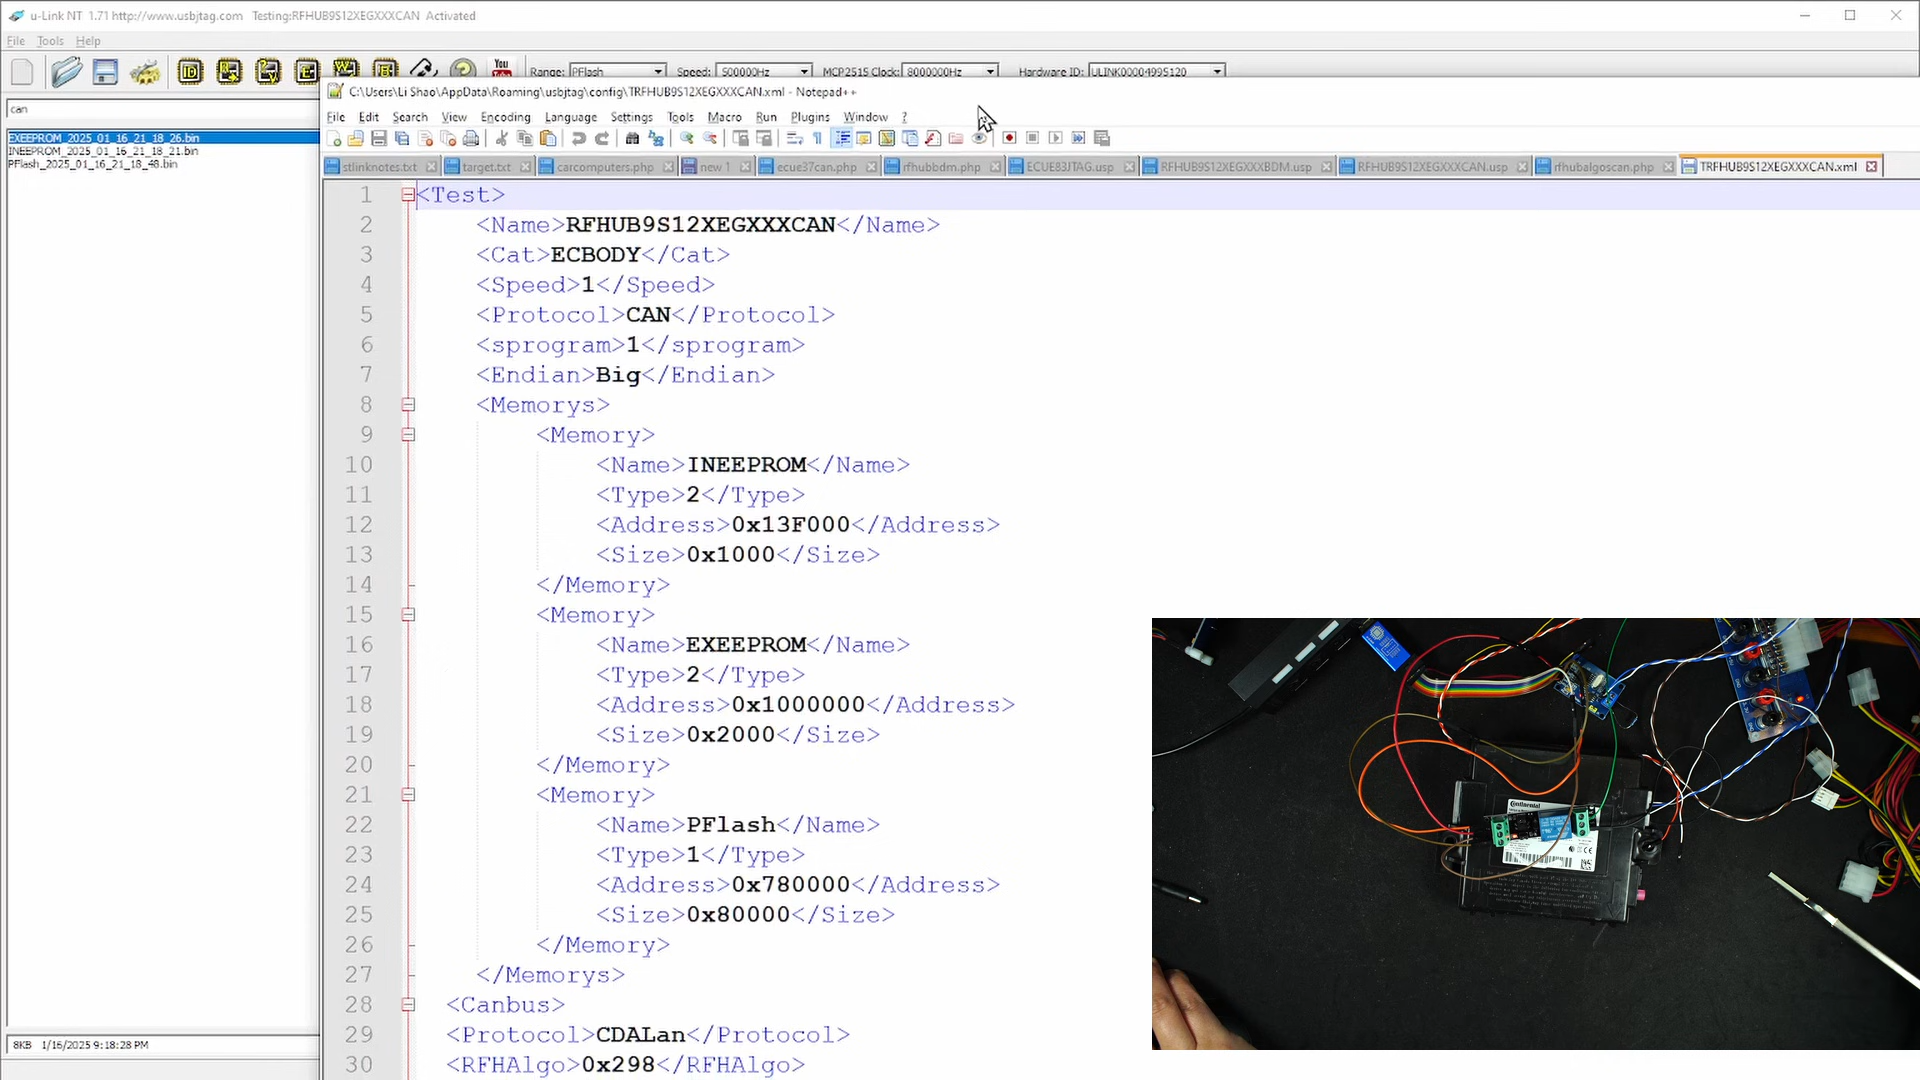 u-Link NT 1.71 http://www.usbjtag.com Testing:RFHUB9S12XEGXXXCAN Activated
File Tools Help
You
Range: PFlash Speed: 500000Hz MCP2515 Clock: 8000000Hz Hardware ID: ULINK00004995120
can
EXEEPROM_2025_01_16_21_18_26.bin
INEEPROM_2025_01_16_21_18_21.bin
PFlash_2025_01_16_21_18_48.bin
8KB 1/16/2025 9:18:28 PM
C:\Users\Li Shao\AppData\Roaming\usbjtag\config\TRFHUB9S12XEGXXXCAN.xml - Notepad++
File Edit Search View Encoding Language Settings Tools Macro Run Plugins Window ?
stlinknotes.txt target.txt carcomputers.php new 1 ecue37can.php rfhubbdm.php ECUE83JTAG.usp RFHUB9S12XEGXXXBDM.usp RFHUB9S12XEGXXXCAN.usp rfhubalgoscan.php TRFHUB9S12XEGXXXCAN.xml
1 <Test>
2 <Name>RFHUB9S12XEGXXXCAN</Name>
3 <Cat>ECBODY</Cat>
4 <Speed>1</Speed>
5 <Protocol>CAN</Protocol>
6 <sprogram>1</sprogram>
7 <Endian>Big</Endian>
8 <Memorys>
9 <Memory>
10 <Name>INEEPROM</Name>
11 <Type>2</Type>
12 <Address>0x13F000</Address>
13 <Size>0x1000</Size>
14 </Memory>
15 <Memory>
16 <Name>EXEEPROM</Name>
17 <Type>2</Type>
18 <Address>0x1000000</Address>
19 <Size>0x2000</Size>
20 </Memory>
21 <Memory>
22 <Name>PFlash</Name>
23 <Type>1</Type>
24 <Address>0x780000</Address>
25 <Size>0x80000</Size>
26 </Memory>
27 </Memorys>
28 <Canbus>
29 <Protocol>CDALan</Protocol>
30 <RFHAlgo>0x298</RFHAlgo>
Continental